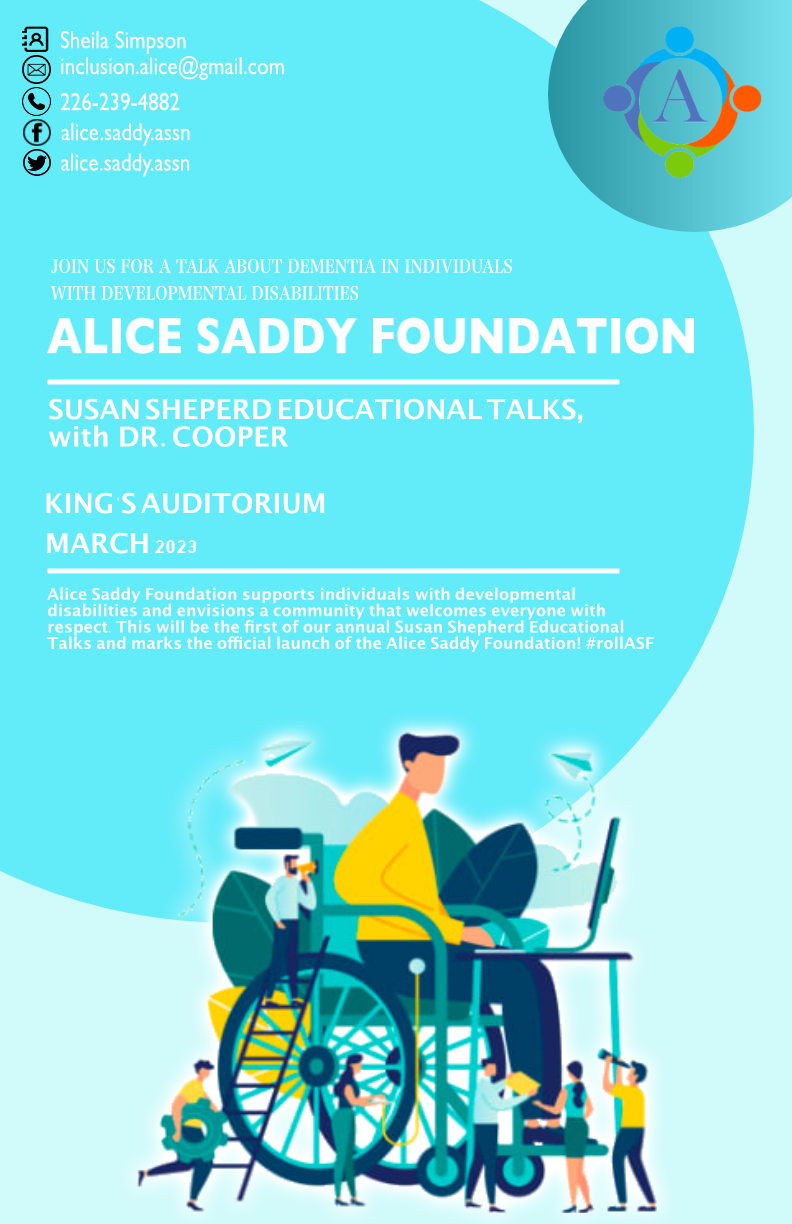 Sheila Simpson
inclusion.alice@gmail.com
226-239-4882
alice.saddy.assn
alice.saddy.assn
A
JOIN US FOR A TALK ABOUT DEMENTIA IN INDIVIDUALS
WITH DEVELOPMENTAL DISABILITIES
ALICE SADDY FOUNDATION
SUSAN SHEPERD EDUCATIONAL TALKS,
with DR. COOPER
KING'S AUDITORIUM
MARCH 2023
Alice Saddy Foundation supports individuals with developmental
disabilities and envisions a community that welcomes everyone with
respect. This will be the first of our annual Susan Shepherd Educational
Talks and marks the official launch of the Alice Saddy Foundation! #rollASF